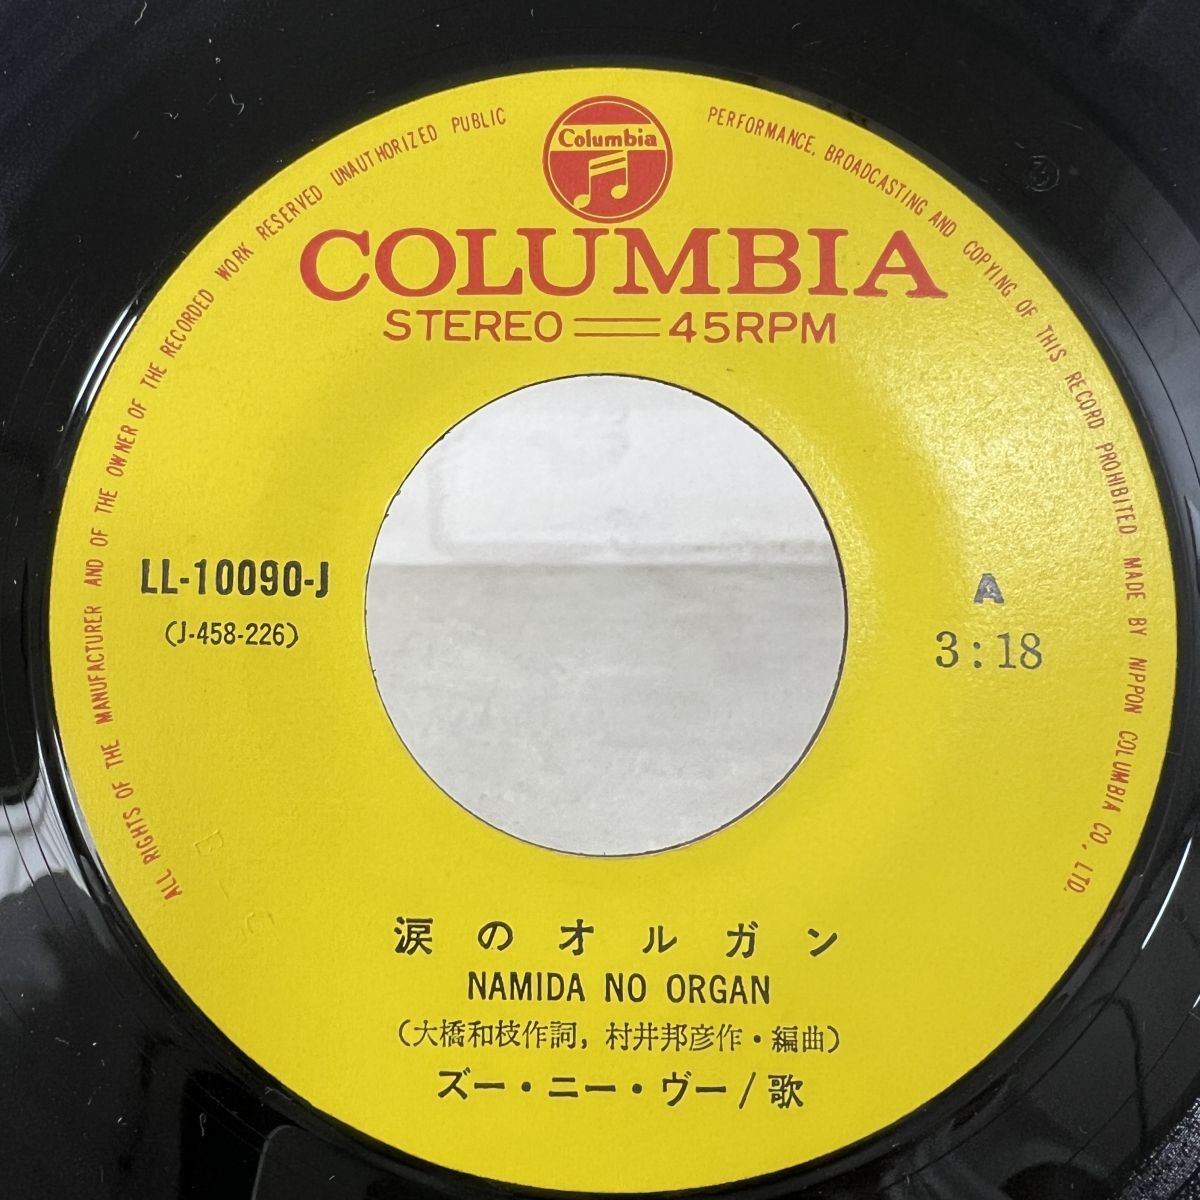 ALL RIGHTS OF THE MANUFACTURER AND OF THE OWNER OF THE RECORDED WORK RESERVED UNAUTHORIZED PUBLIC PERFORMANCE, BROADCASTING AND COPYING OF THIS RECORD PROHIBITED MADE BY NIPPON COLUMBIA CO., LTD.
Columbia
COLUMBIA
STEREO 45RPM
LL-10090-J
(J-458-226)
A
3:18
涙のオルガン
NAMIDA NO ORGAN
(大橋和枝作詞, 村井邦彦作・編曲)
ズー・ニー・ヴー/歌